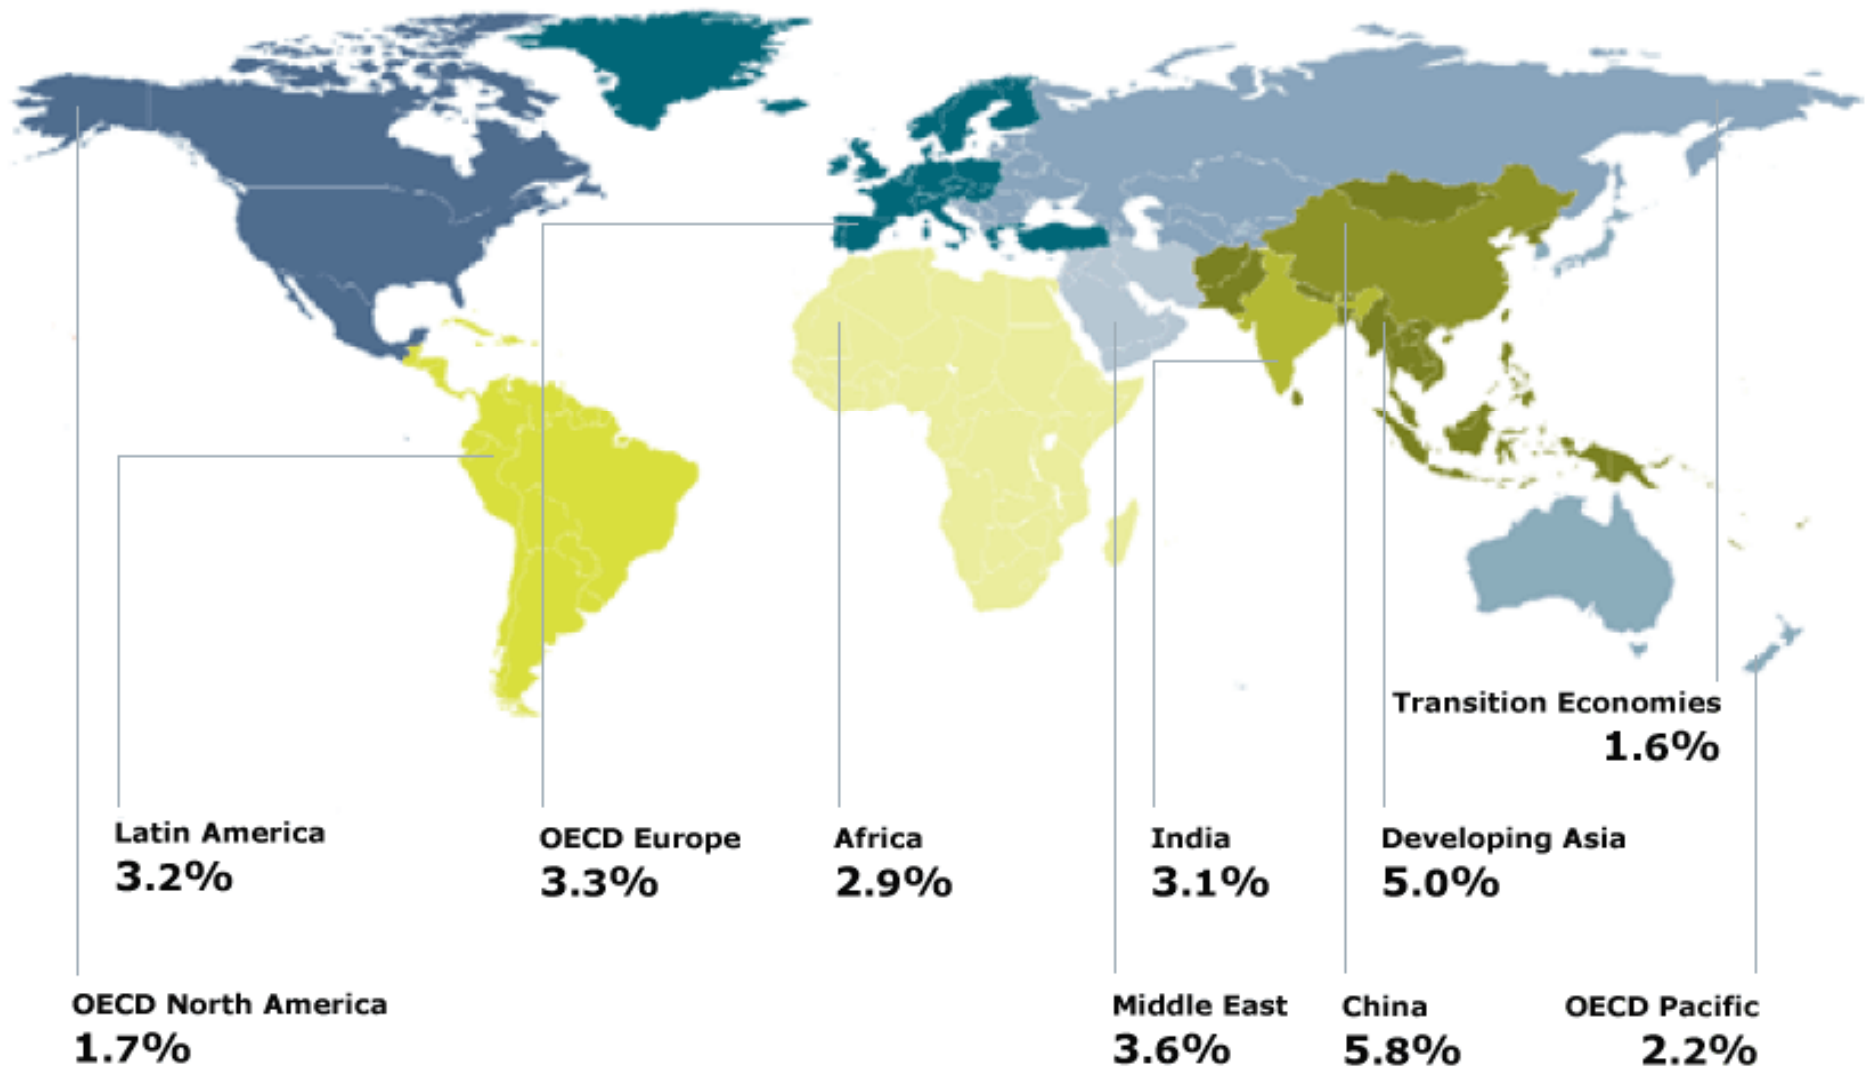 Transition Economies
1.6%
Latin America
3.2%
OECD Europe
3.3%
Africa
2.9%
India
3.1%
Developing Asia
5.0%
OECD North America
1.7%
Middle East
3.6%
China
5.8%
OECD Pacific
2.2%